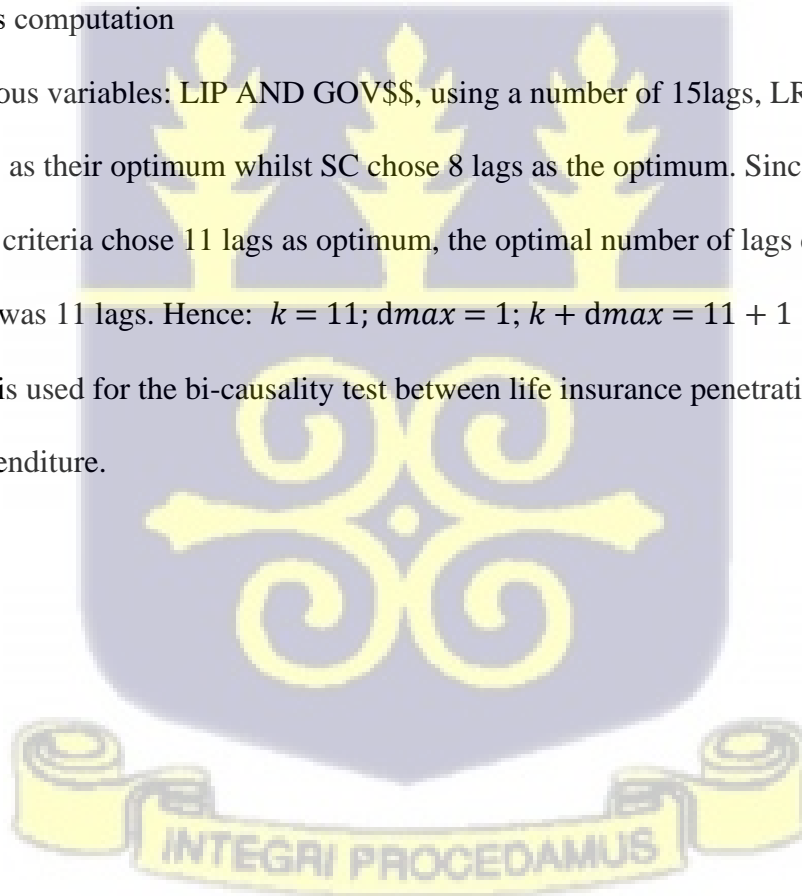 s computation
ous variables: LIP AND GOV$$, using a number of 15lags, LR
as their optimum whilst SC chose 8 lags as the optimum. Sinc
criteria chose 11 lags as optimum, the optimal number of lags
was 11 lags. Hence: k = 11; dmax = 1; k + dmax = 11 + 1
is used for the bi-causality test between life insurance penetrati
enditure.
INTEGRI PROCEDAMUS